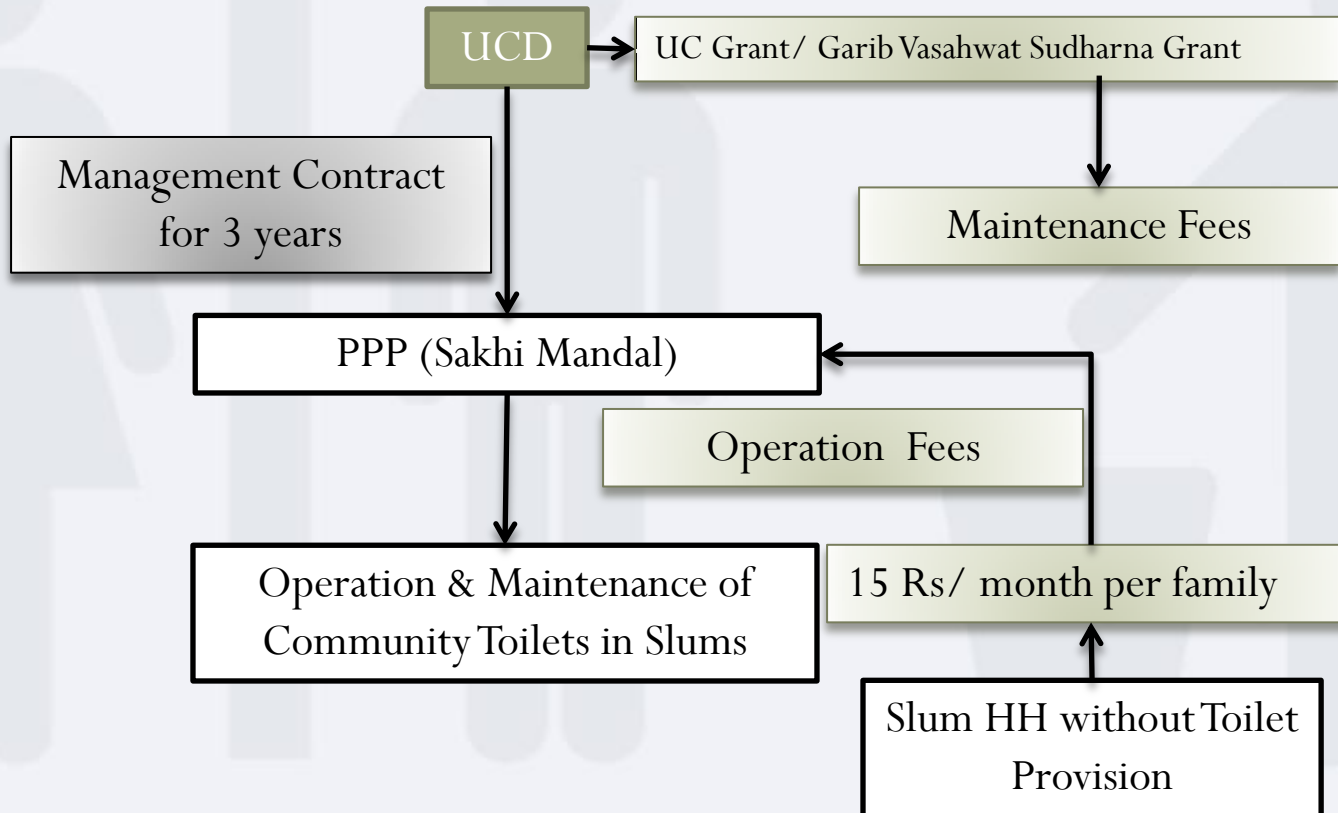 UCD
UC Grant/ Garib Vasahwat Sudharna Grant
Management Contract
for 3 years
Maintenance Fees
PPP (Sakhi Mandal)
Operation Fees
Operation & Maintenance of
Community Toilets in Slums
15 Rs/ month per family
Slum HH without Toilet
Provision